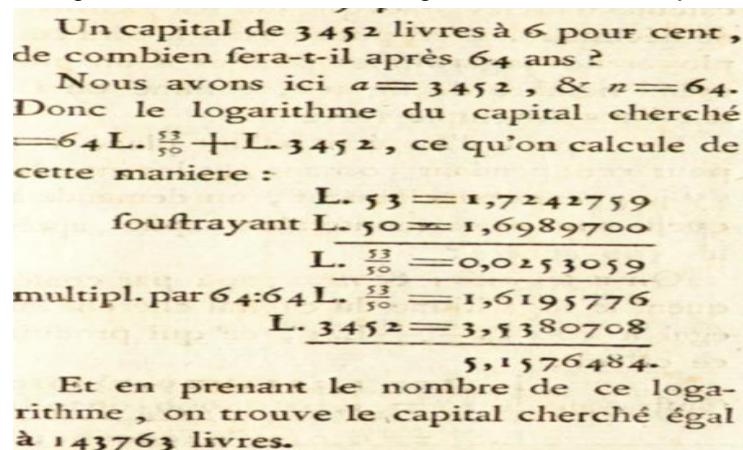 Un capital de 3452 livres à 6 pour cent,
de combien ſera-t-il après 64 ans ?
Nous avons ici a=3452, & n=64.
Donc le logarithme du capital cherché
=64 L. 53/50 + L. 3452, ce qu'on calcule de
cette maniere :
L. 53 = 1,7242759
ſouſtrayant L. 50 = 1,6989700
L. 53/50 = 0,0253059
multipl. par 64: 64 L. 53/50 = 1,6195776
L. 3452 = 3,5380708
5,1576484.
Et en prenant le nombre de ce loga-
rithme, on trouve le capital cherché égal
à 143763 livres.